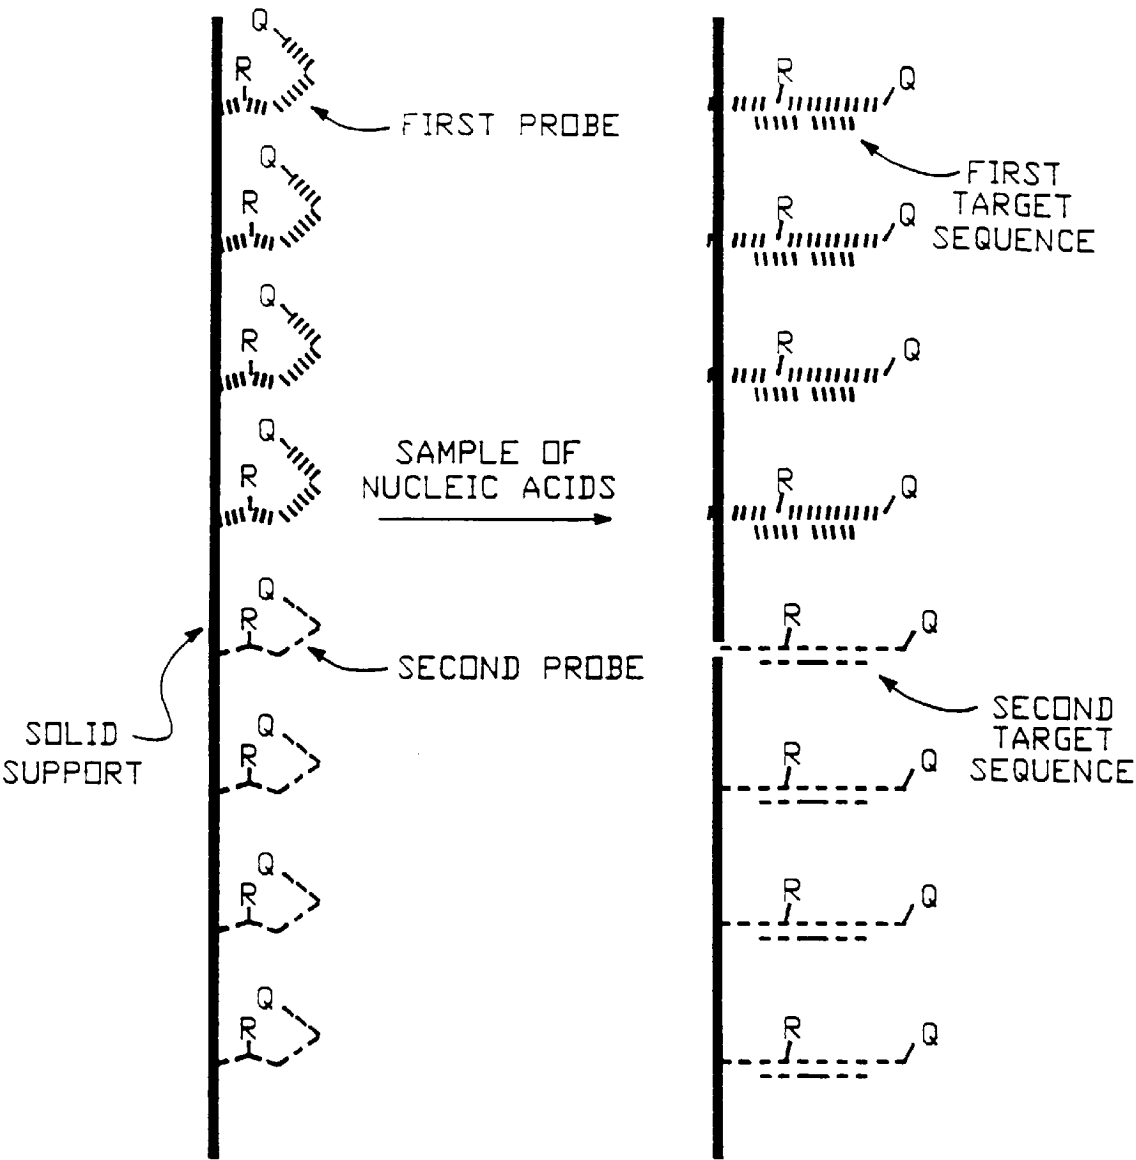 Q
R
FIRST PROBE
Q
R
Q
R
Q
R
SAMPLE OF
NUCLEIC ACIDS
Q
R
SECOND PROBE
SOLID
SUPPORT
Q
R
Q
R
Q
R
R
Q
FIRST
TARGET
SEQUENCE
R
Q
R
Q
R
Q
R
Q
SECOND
TARGET
SEQUENCE
R
Q
R
Q
R
Q